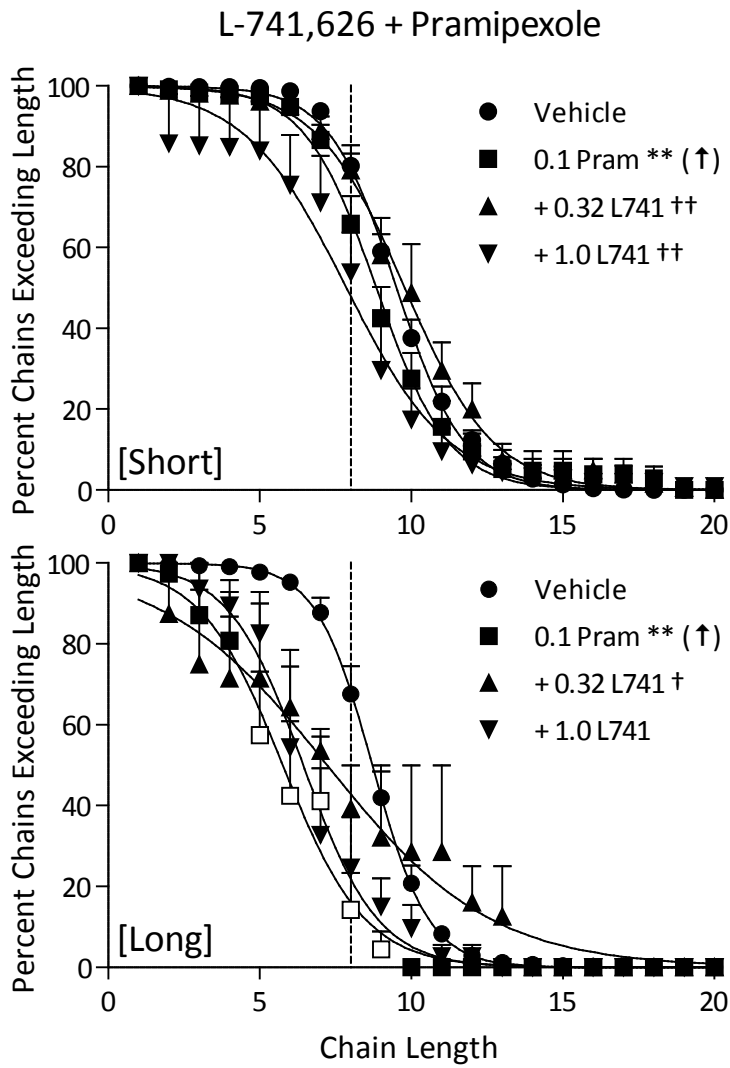 L-741,626 + Pramipexole
Percent Chains Exceeding Length
100
80
60
40
20
0
[Short]
Vehicle
0.1 Pram ** (↑)
+ 0.32 L741 ††
+ 1.0 L741 ††
0 5 10 15 20
Percent Chains Exceeding Length
100
80
60
40
20
0
[Long]
Vehicle
0.1 Pram ** (↑)
+ 0.32 L741 †
+ 1.0 L741
0 5 10 15 20
Chain Length